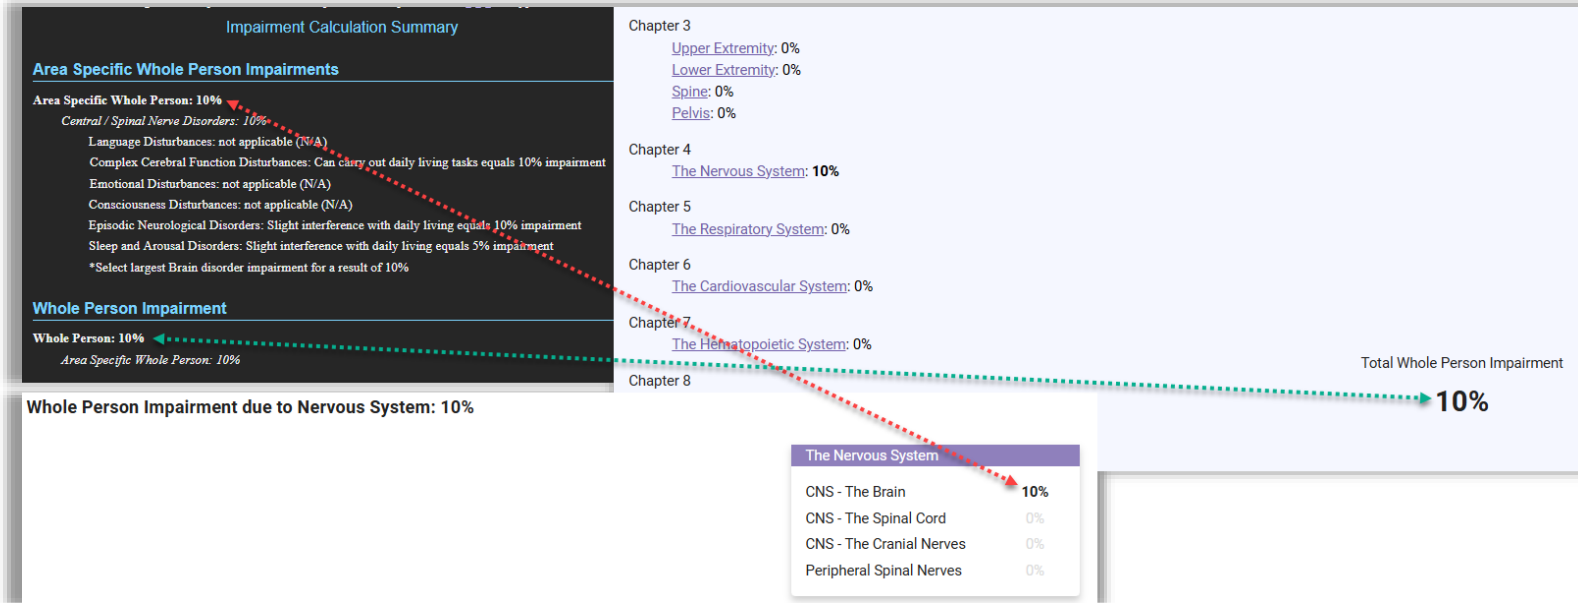 Impairment Calculation Summary
Area Specific Whole Person Impairments
Area Specific Whole Person: 10%
Central / Spinal Nerve Disorders: 10%
Language Disturbances: not applicable (N/A)
Complex Cerebral Function Disturbances: Can carry out daily living tasks equals 10% impairment
Emotional Disturbances: not applicable (N/A)
Consciousness Disturbances: not applicable (N/A)
Episodic Neurological Disorders: Slight interference with daily living equals 10% impairment
Sleep and Arousal Disorders: Slight interference with daily living equals 5% impairment
*Select largest Brain disorder impairment for a result of 10%
Whole Person Impairment
Whole Person: 10%
Area Specific Whole Person: 10%
Chapter 3
Upper Extremity: 0%
Lower Extremity: 0%
Spine: 0%
Pelvis: 0%
Chapter 4
The Nervous System: 10%
Chapter 5
The Respiratory System: 0%
Chapter 6
The Cardiovascular System: 0%
Chapter 7
The Hematopoietic System: 0%
Chapter 8
Total Whole Person Impairment
10%
Whole Person Impairment due to Nervous System: 10%
The Nervous System
CNS - The Brain 10%
CNS - The Spinal Cord 0%
CNS - The Cranial Nerves 0%
Peripheral Spinal Nerves 0%